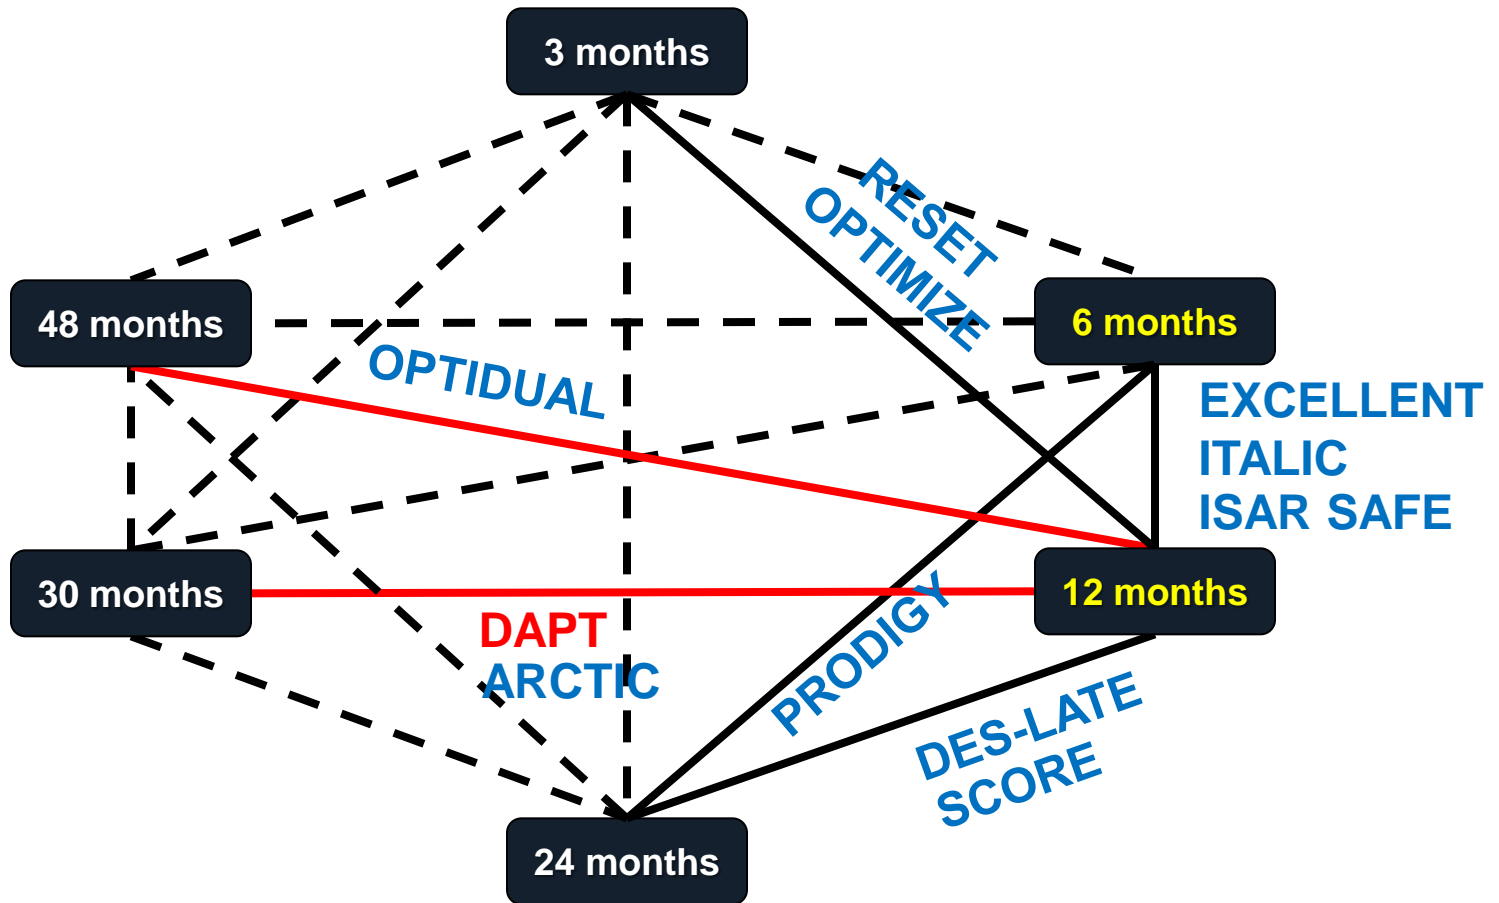 3 months
RESET
OPTIMIZE
48 months
6 months
OPTIDUAL
EXCELLENT
ITALIC
ISAR SAFE
30 months
12 months
DAPT
ARCTIC
PRODIGY
DES-LATE
SCORE
24 months